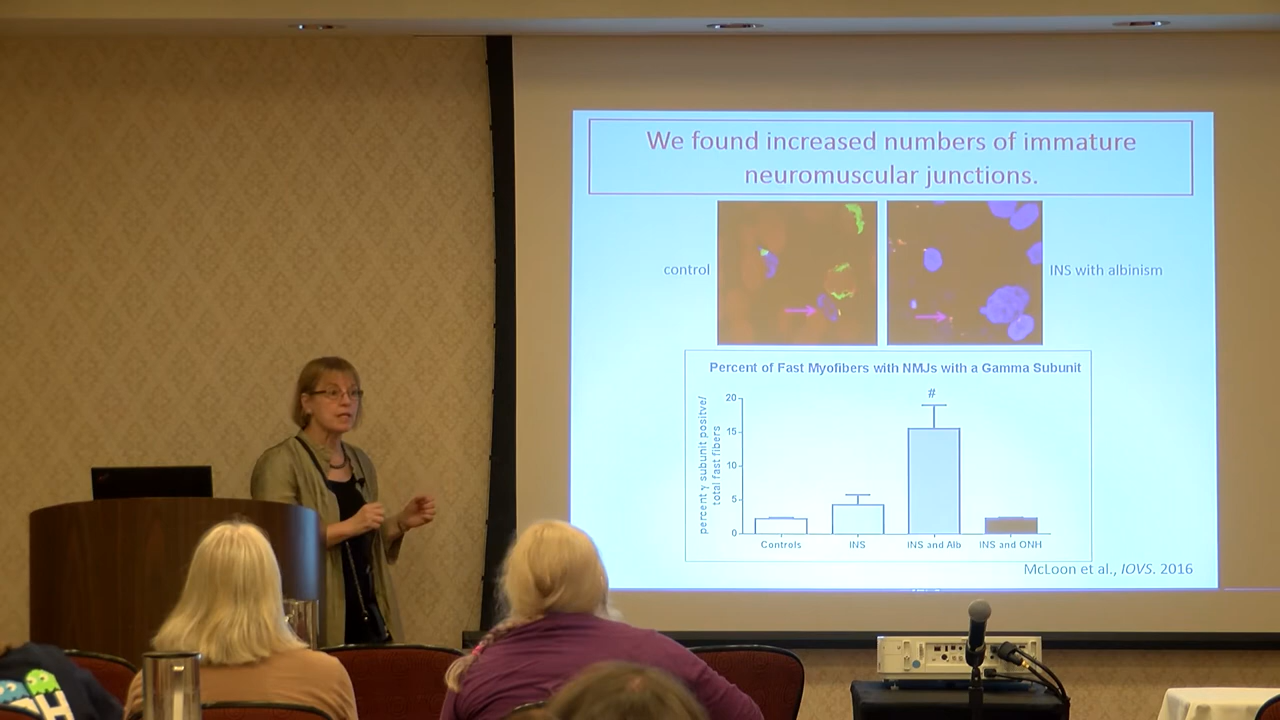 We found increased numbers of immature
neuromuscular junctions.
control
INS with albinism
Percent of Fast Myofibers with NMJs with a Gamma Subunit
#
percent γ subunit positve/
total fast fibers
20
15
10
5
0
Controls
INS
INS and Alb
INS and ONH
McLoon et al., IOVS. 2016
H